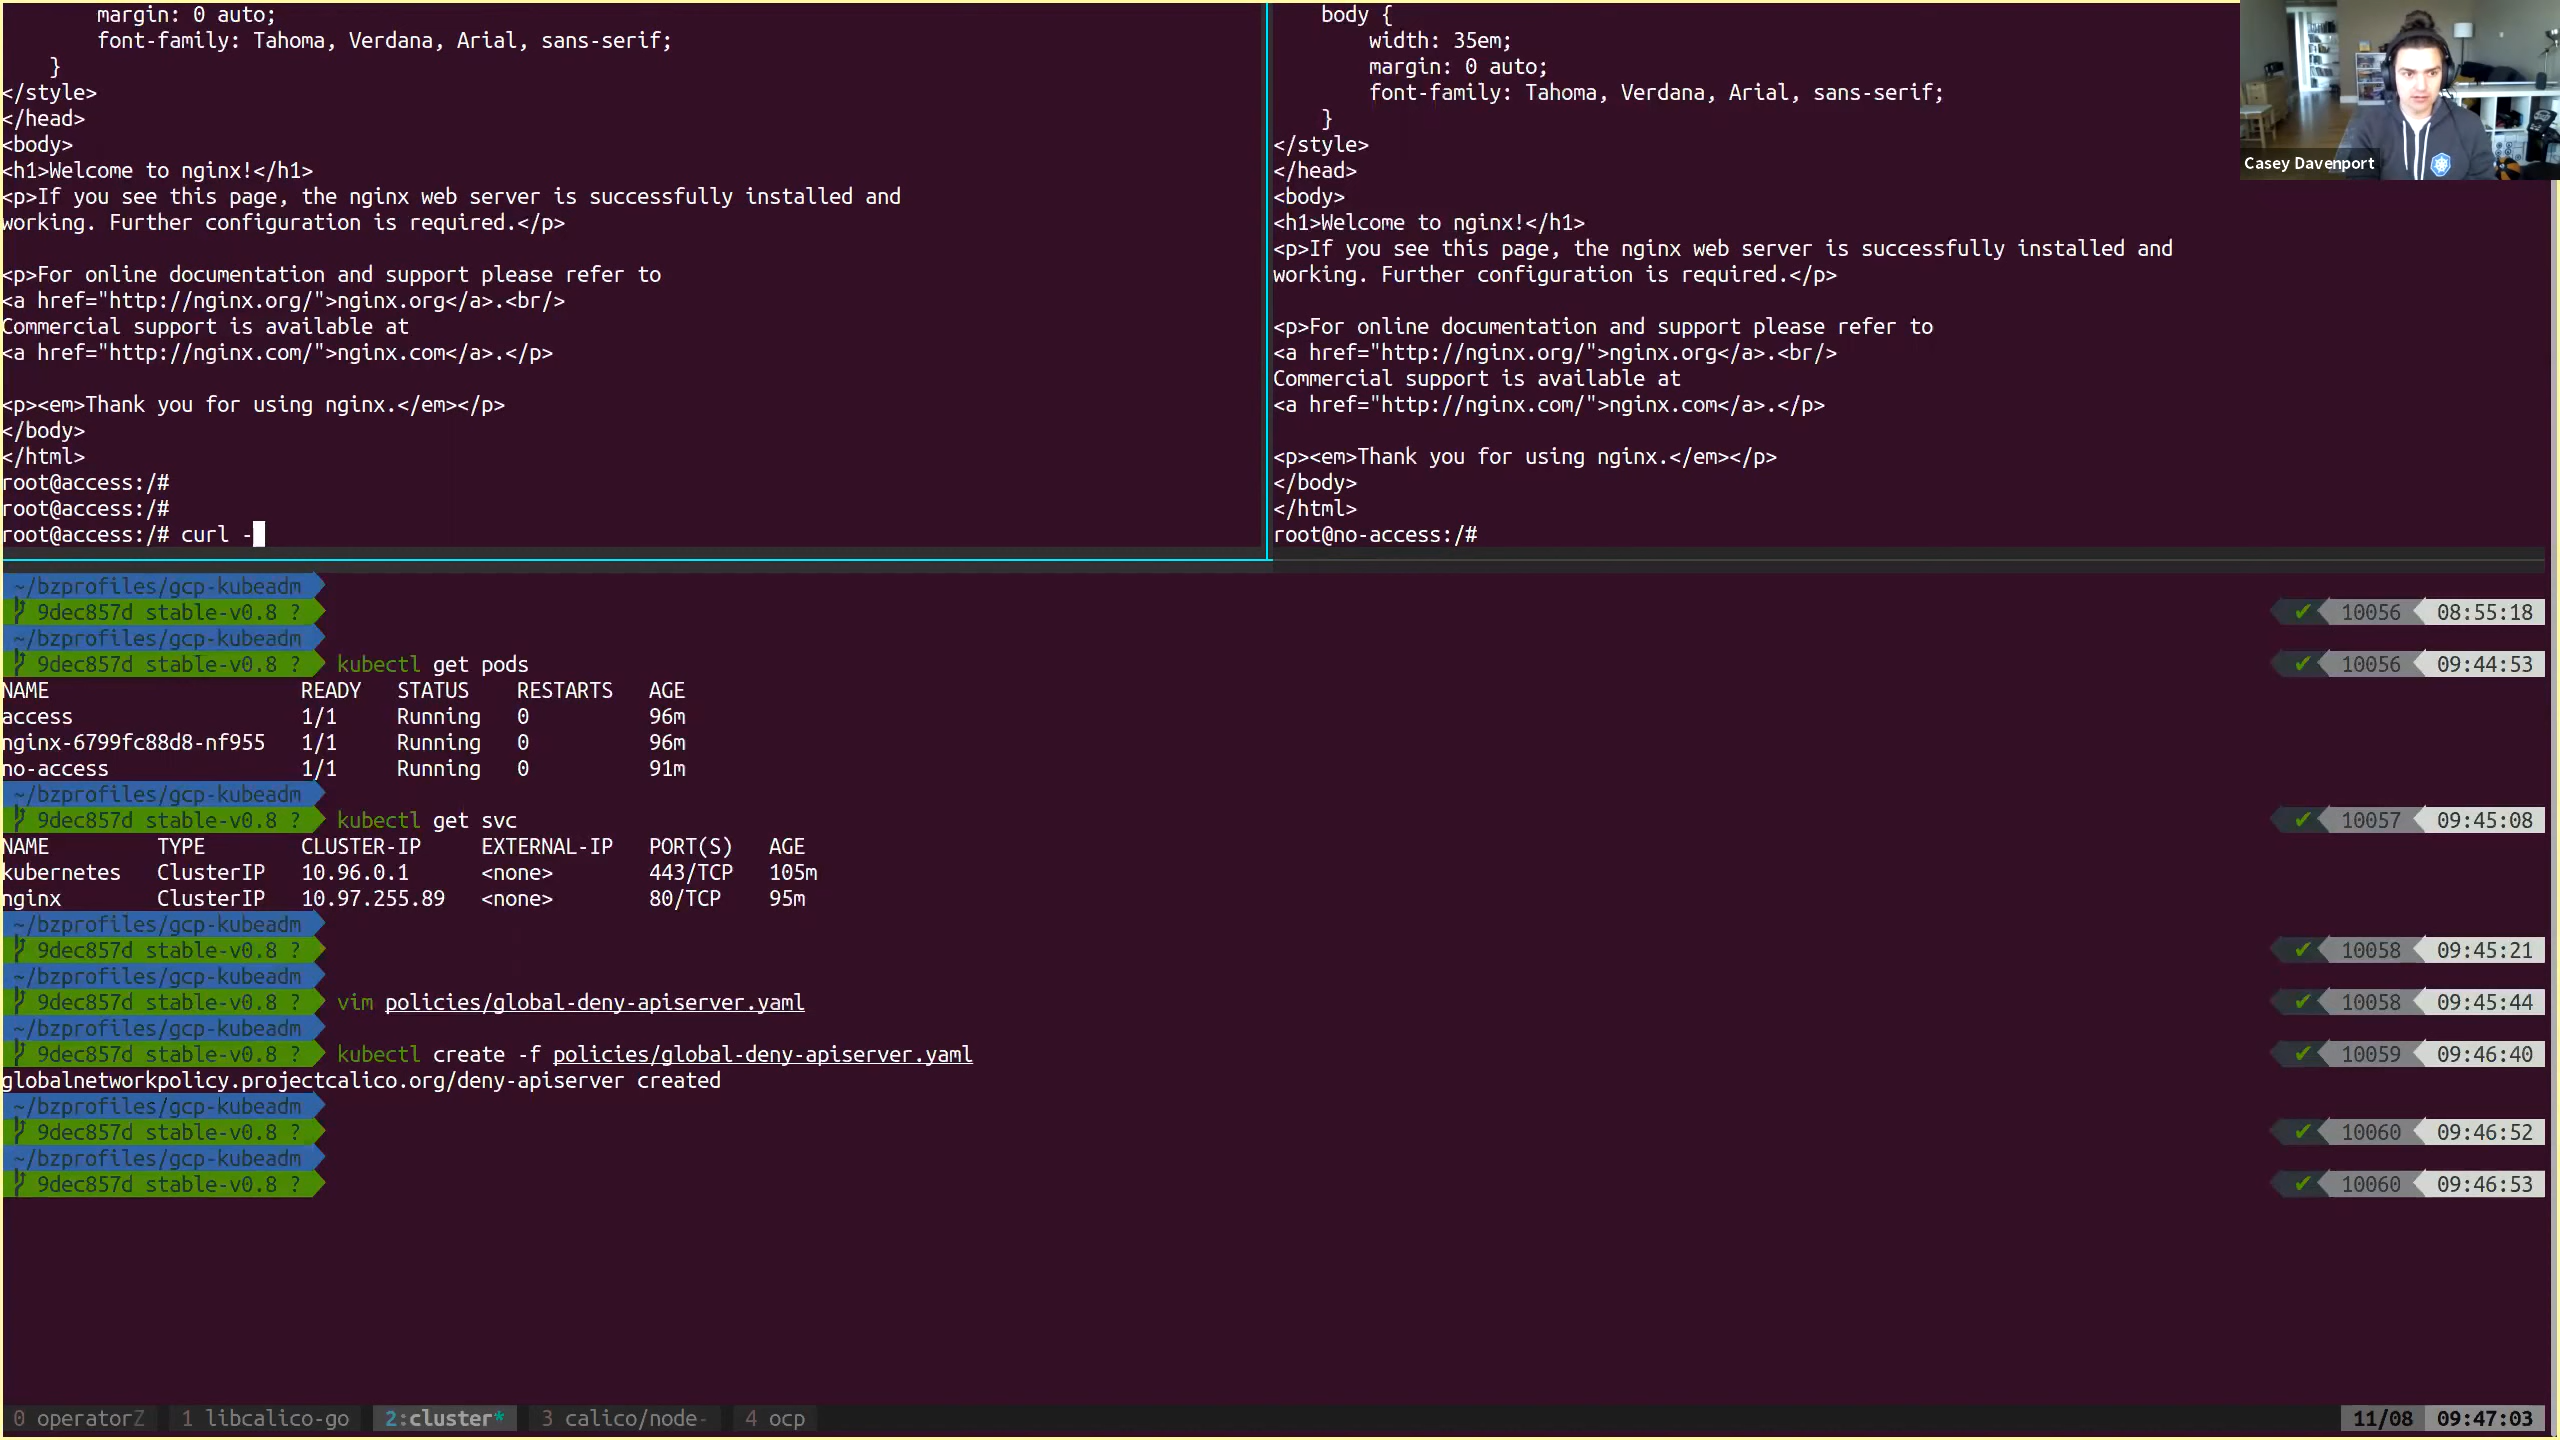 margin: 0 auto;
font-family: Tahoma, Verdana, Arial, sans-serif;
}
</style>
</head>
<body>
<h1>Welcome to nginx!</h1>
<p>If you see this page, the nginx web server is successfully installed and
working. Further configuration is required.</p>
<p>For online documentation and support please refer to
<a href="http://nginx.org/">nginx.org</a>.<br/>
Commercial support is available at
<a href="http://nginx.com/">nginx.com</a>.</p>
<p><em>Thank you for using nginx.</em></p>
</body>
</html>
root@access:/#
root@access:/#
root@access:/# curl -
body {
width: 35em;
margin: 0 auto;
font-family: Tahoma, Verdana, Arial, sans-serif;
}
</style>
</head>
<body>
<h1>Welcome to nginx!</h1>
<p>If you see this page, the nginx web server is successfully installed and
working. Further configuration is required.</p>
<p>For online documentation and support please refer to
<a href="http://nginx.org/">nginx.org</a>.<br/>
Commercial support is available at
<a href="http://nginx.com/">nginx.com</a>.</p>
<p><em>Thank you for using nginx.</em></p>
</body>
</html>
root@no-access:/#
Casey Davenport
~/bzprofiles/gcp-kubeadm
9dec857d stable-v0.8 ? ✔ 10056 08:55:18
~/bzprofiles/gcp-kubeadm
9dec857d stable-v0.8 ? kubectl get pods ✔ 10056 09:44:53
NAME READY STATUS RESTARTS AGE
access 1/1 Running 0 96m
nginx-6799fc88d8-nf955 1/1 Running 0 96m
no-access 1/1 Running 0 91m
~/bzprofiles/gcp-kubeadm
9dec857d stable-v0.8 ? kubectl get svc ✔ 10057 09:45:08
NAME TYPE CLUSTER-IP EXTERNAL-IP PORT(S) AGE
kubernetes ClusterIP 10.96.0.1 <none> 443/TCP 105m
nginx ClusterIP 10.97.255.89 <none> 80/TCP 95m
~/bzprofiles/gcp-kubeadm
9dec857d stable-v0.8 ? ✔ 10058 09:45:21
~/bzprofiles/gcp-kubeadm
9dec857d stable-v0.8 ? vim policies/global-deny-apiserver.yaml ✔ 10058 09:45:44
~/bzprofiles/gcp-kubeadm
9dec857d stable-v0.8 ? kubectl create -f policies/global-deny-apiserver.yaml ✔ 10059 09:46:40
globalnetworkpolicy.projectcalico.org/deny-apiserver created
~/bzprofiles/gcp-kubeadm
9dec857d stable-v0.8 ? ✔ 10060 09:46:52
~/bzprofiles/gcp-kubeadm
9dec857d stable-v0.8 ? ✔ 10060 09:46:53
0 operatorZ 1 libcalico-go 2:cluster* 3 calico/node- 4 ocp 11/08 09:47:03